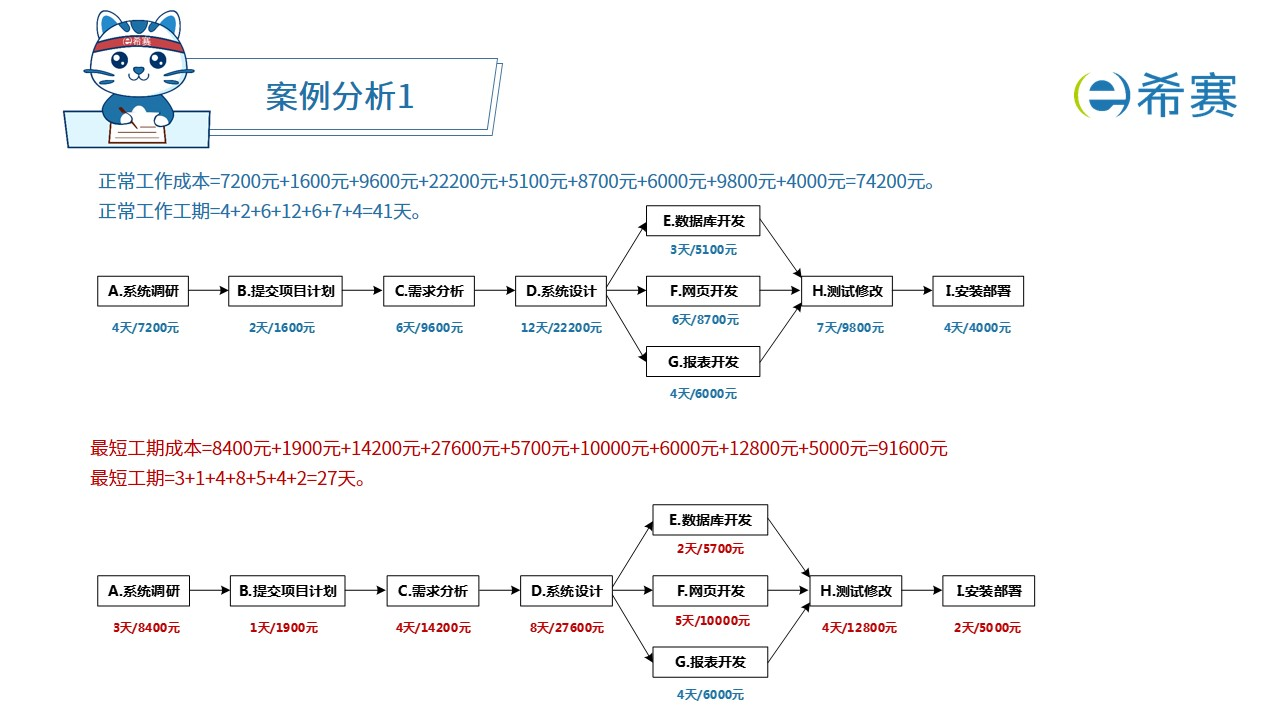 希赛
案例分析1
希赛
正常工作成本=7200元+1600元+9600元+22200元+5100元+8700元+6000元+9800元+4000元=74200元。
正常工作工期=4+2+6+12+6+7+4=41天。
E.数据库开发
3天/5100元
A.系统调研
B.提交项目计划
C.需求分析
D.系统设计
F.网页开发
H.测试修改
I.安装部署
4天/7200元
2天/1600元
6天/9600元
12天/22200元
6天/8700元
7天/9800元
4天/4000元
G.报表开发
4天/6000元
最短工期成本=8400元+1900元+14200元+27600元+5700元+10000元+6000元+12800元+5000元=91600元
最短工期=3+1+4+8+5+4+2=27天。
E.数据库开发
2天/5700元
A.系统调研
B.提交项目计划
C.需求分析
D.系统设计
F.网页开发
H.测试修改
I.安装部署
3天/8400元
1天/1900元
4天/14200元
8天/27600元
5天/10000元
4天/12800元
2天/5000元
G.报表开发
4天/6000元